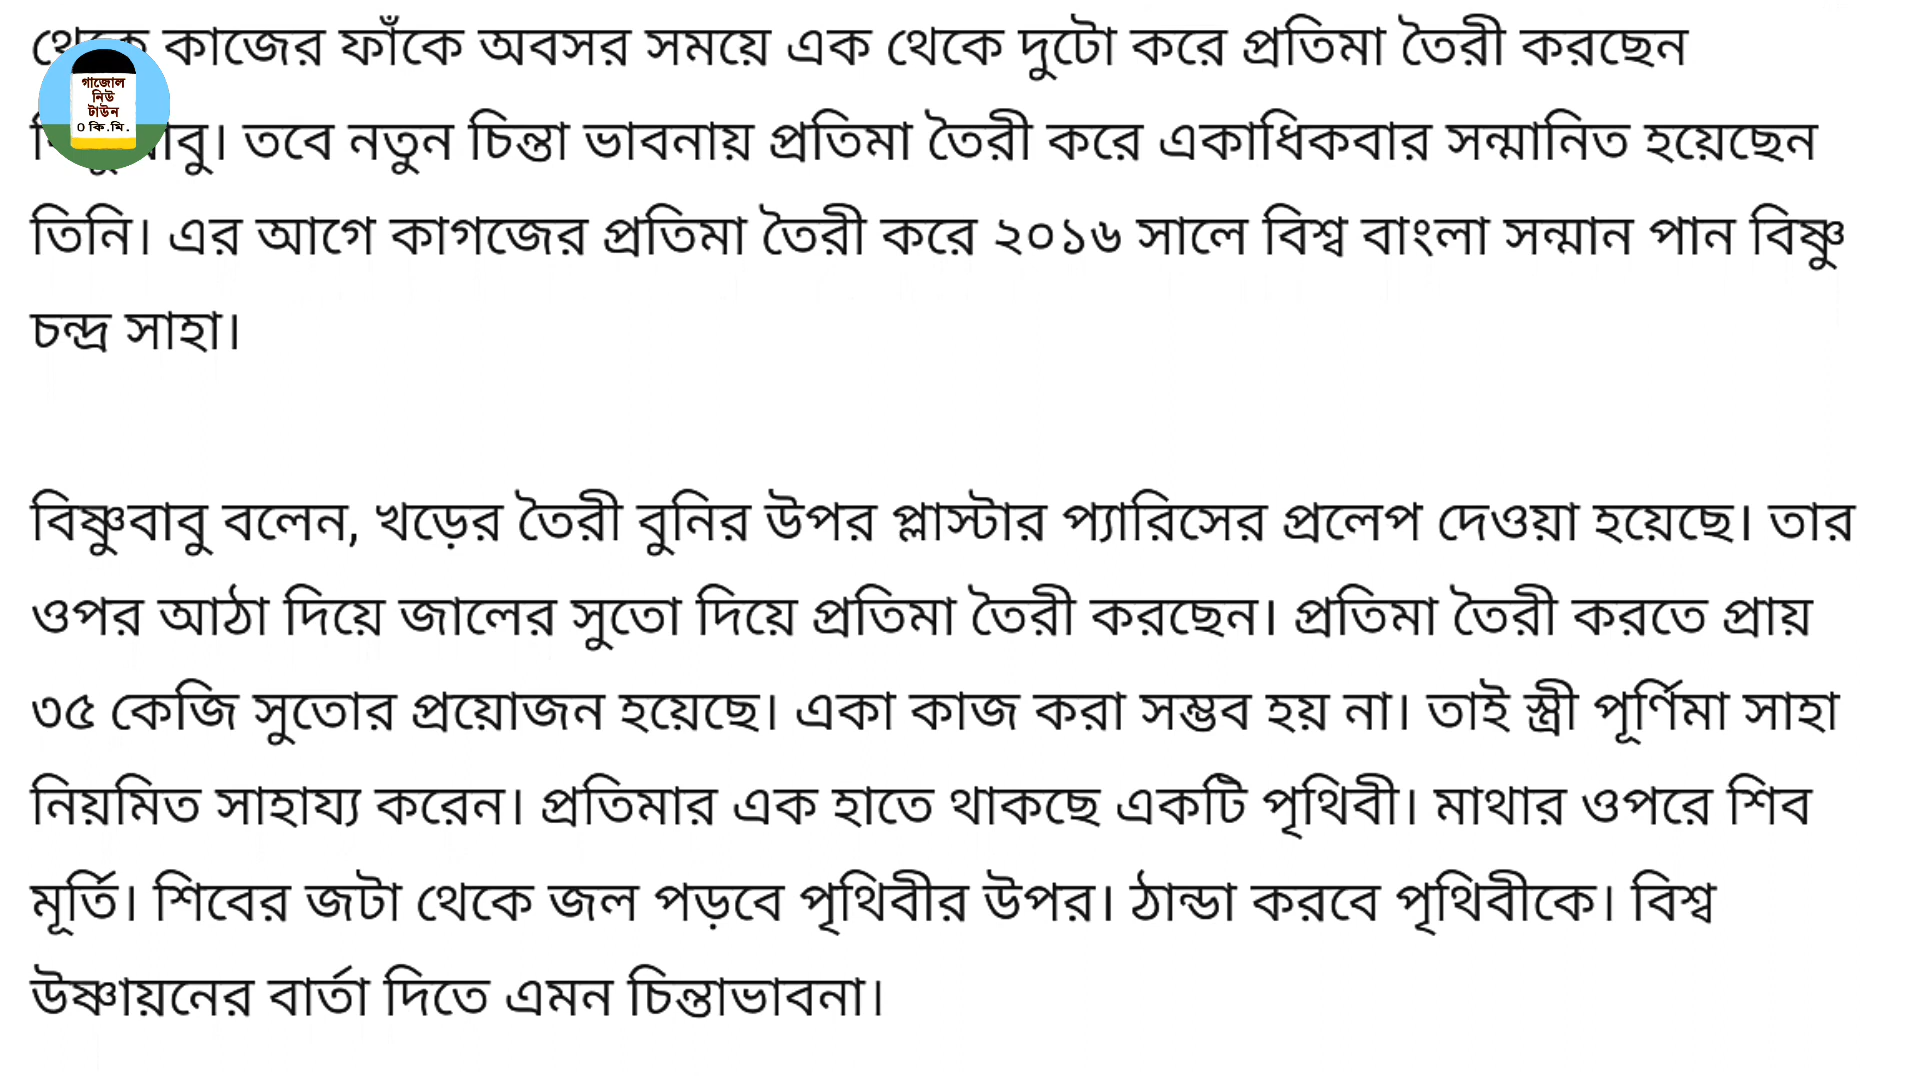 থেকে কাজের ফাঁকে অবসর সময়ে এক থেকে দুটো করে প্রতিমা তৈরী করছেন
গাজোল
নিউ
টাউন
০ কি.মি.
তবে নতুন চিন্তা ভাবনায় প্রতিমা তৈরী করে একাধিকবার সন্মানিত হয়েছেন
তিনি। এর আগে কাগজের প্রতিমা তৈরী করে ২০১৬ সালে বিশ্ব বাংলা সন্মান পান বিষ্ণু
চন্দ্র সাহা।
বিষ্ণুবাবু বলেন, খড়ের তৈরী বুনির উপর প্লাস্টার প্যারিসের প্রলেপ দেওয়া হয়েছে। তার
ওপর আঠা দিয়ে জালের সুতো দিয়ে প্রতিমা তৈরী করছেন। প্রতিমা তৈরী করতে প্রায়
৩৫ কেজি সুতোর প্রয়োজন হয়েছে। একা কাজ করা সম্ভব হয় না। তাই স্ত্রী পূর্ণিমা সাহা
নিয়মিত সাহায্য করেন। প্রতিমার এক হাতে থাকছে একটি পৃথিবী। মাথার ওপরে শিব
মূর্তি। শিবের জটা থেকে জল পড়বে পৃথিবীর উপর। ঠান্ডা করবে পৃথিবীকে। বিশ্ব
উষ্ণায়নের বার্তা দিতে এমন চিন্তাভাবনা।